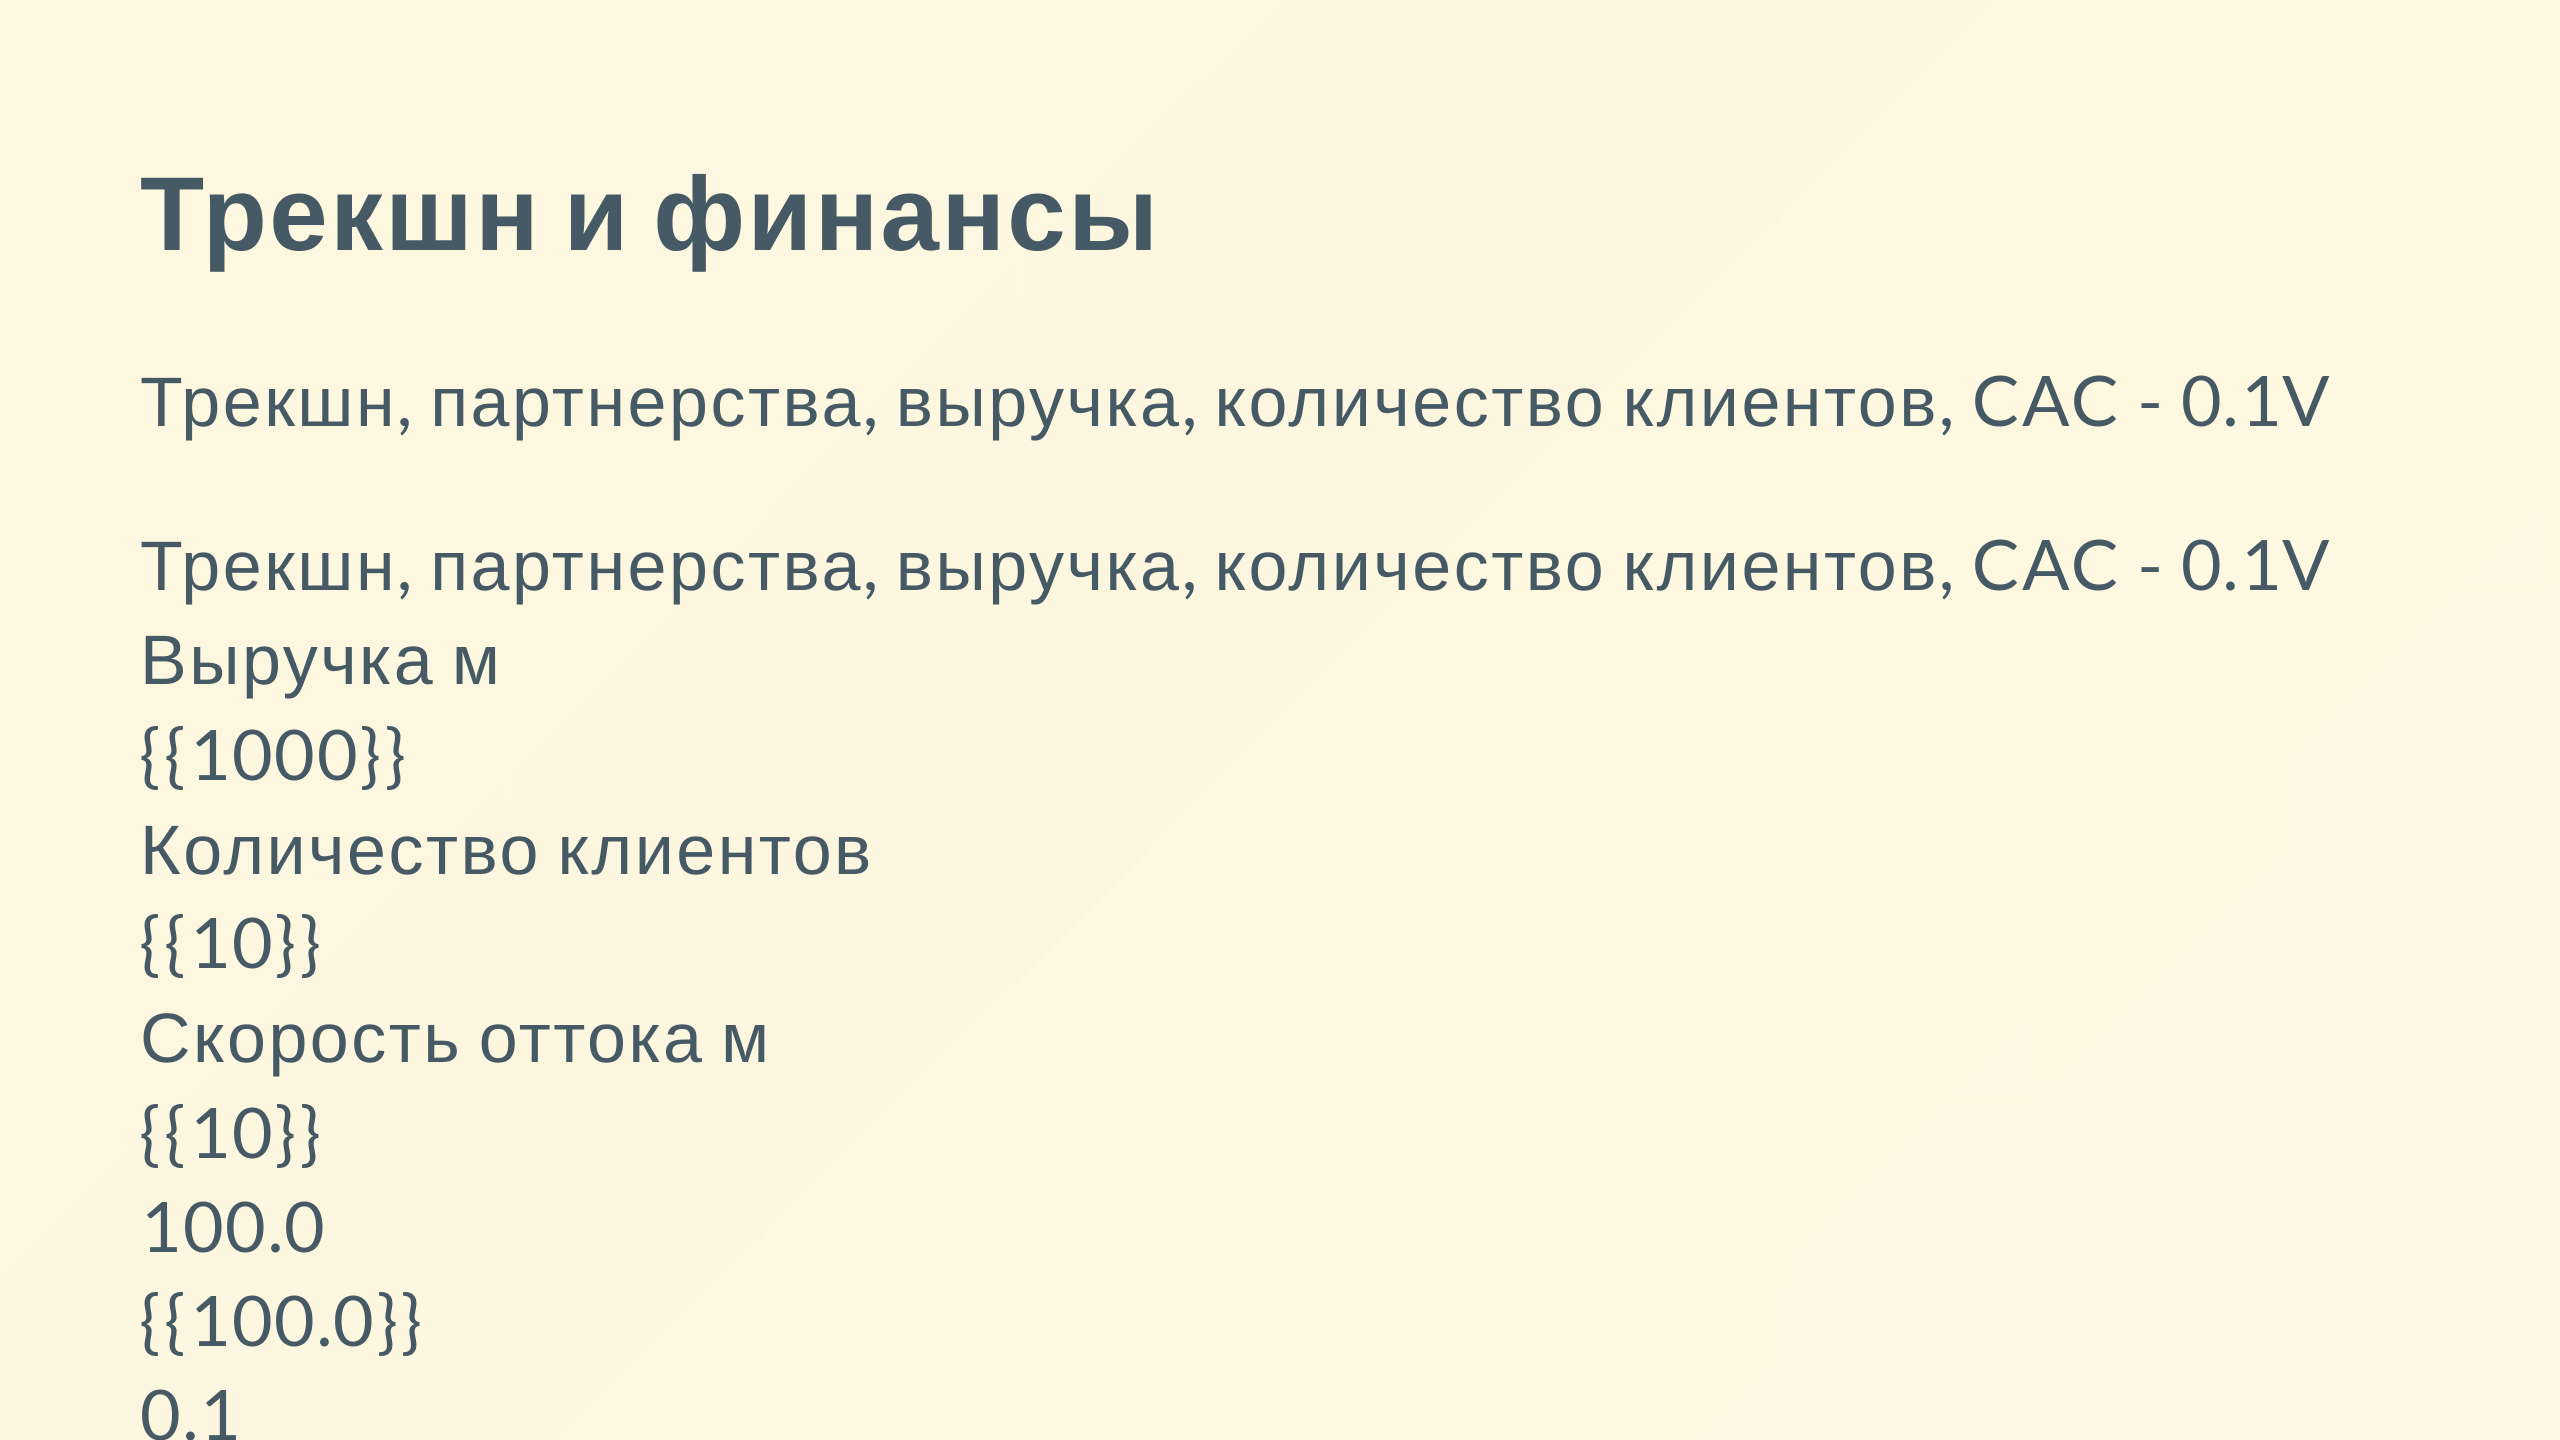 Трекшн и финансы
Трекшн, партнерства, выручка, количество клиентов, CAC - 0.1V
Трекшн, партнерства, выручка, количество клиентов, CAC - 0.1V
Выручка м
{{1000}}
Количество клиентов
{{10}}
Скорость оттока м
{{10}}
100.0
{{100.0}}
0.1